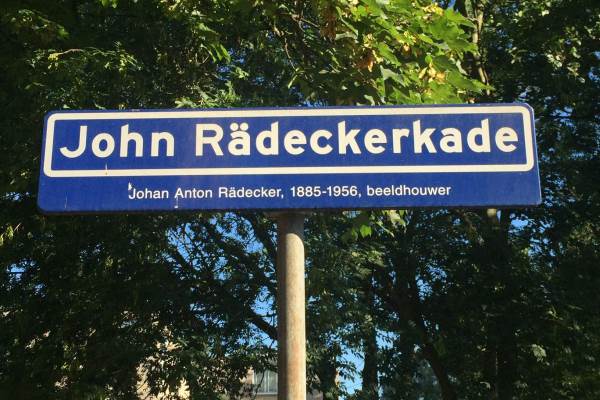 John Rädeckerkade
Johan Anton Rädecker, 1885-1956, beeldhouwer